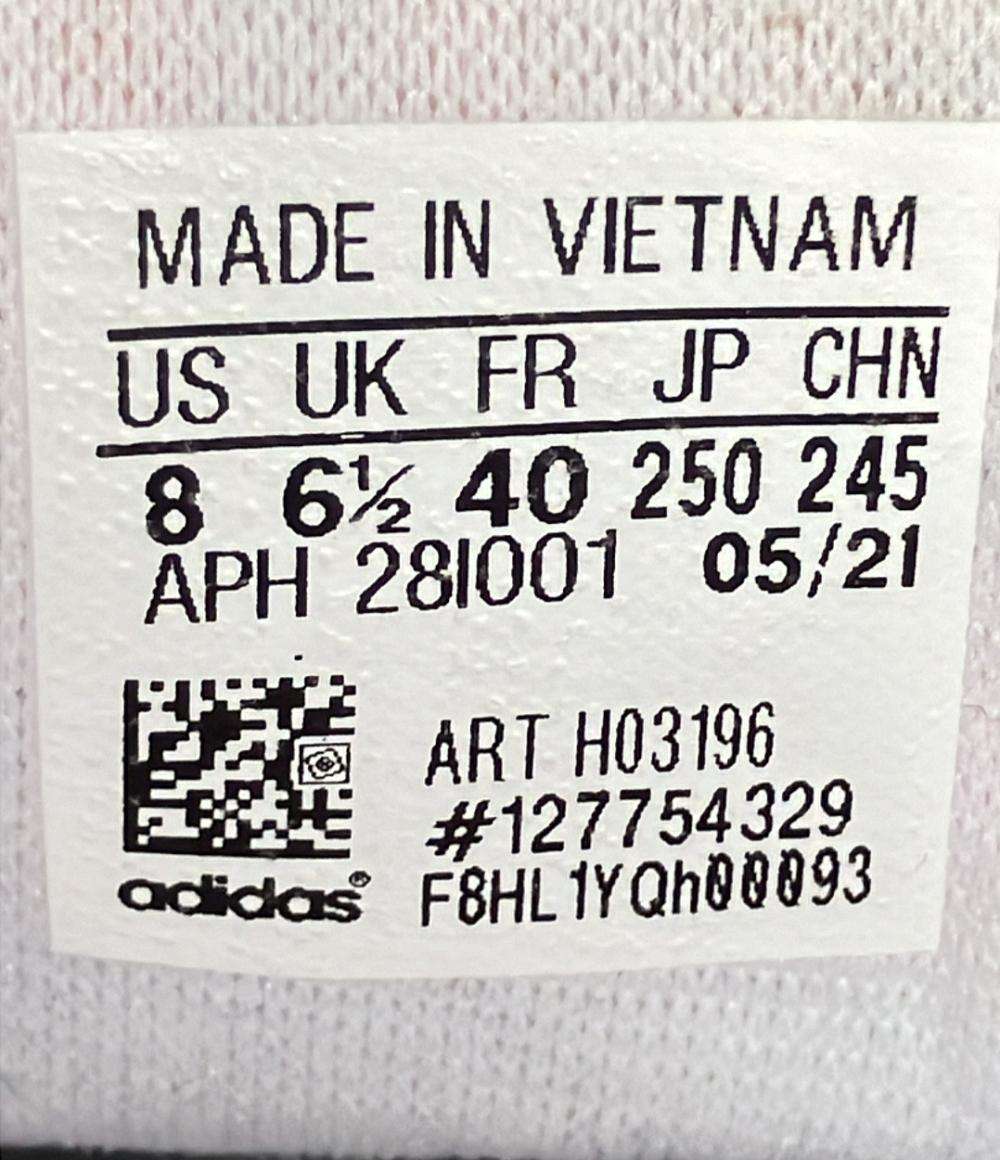 MADE IN VIETNAM
US UK FR JP CHN
8 6½ 40 250 245
APH 28I001 05/21
ART H03196
#127754329
F8HL1YQh00093
adidas®